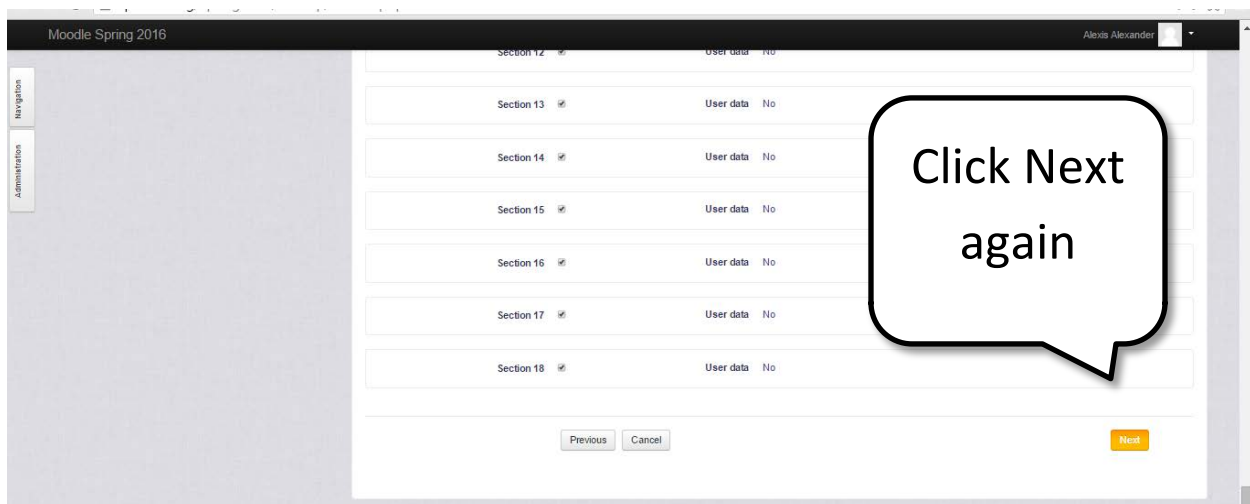 Moodle Spring 2016
Alexis Alexander
Navigation
Administration
Section 12 User data No
Section 13 User data No
Section 14 User data No
Section 15 User data No
Section 16 User data No
Section 17 User data No
Section 18 User data No
Click Next
again
Previous Cancel Next